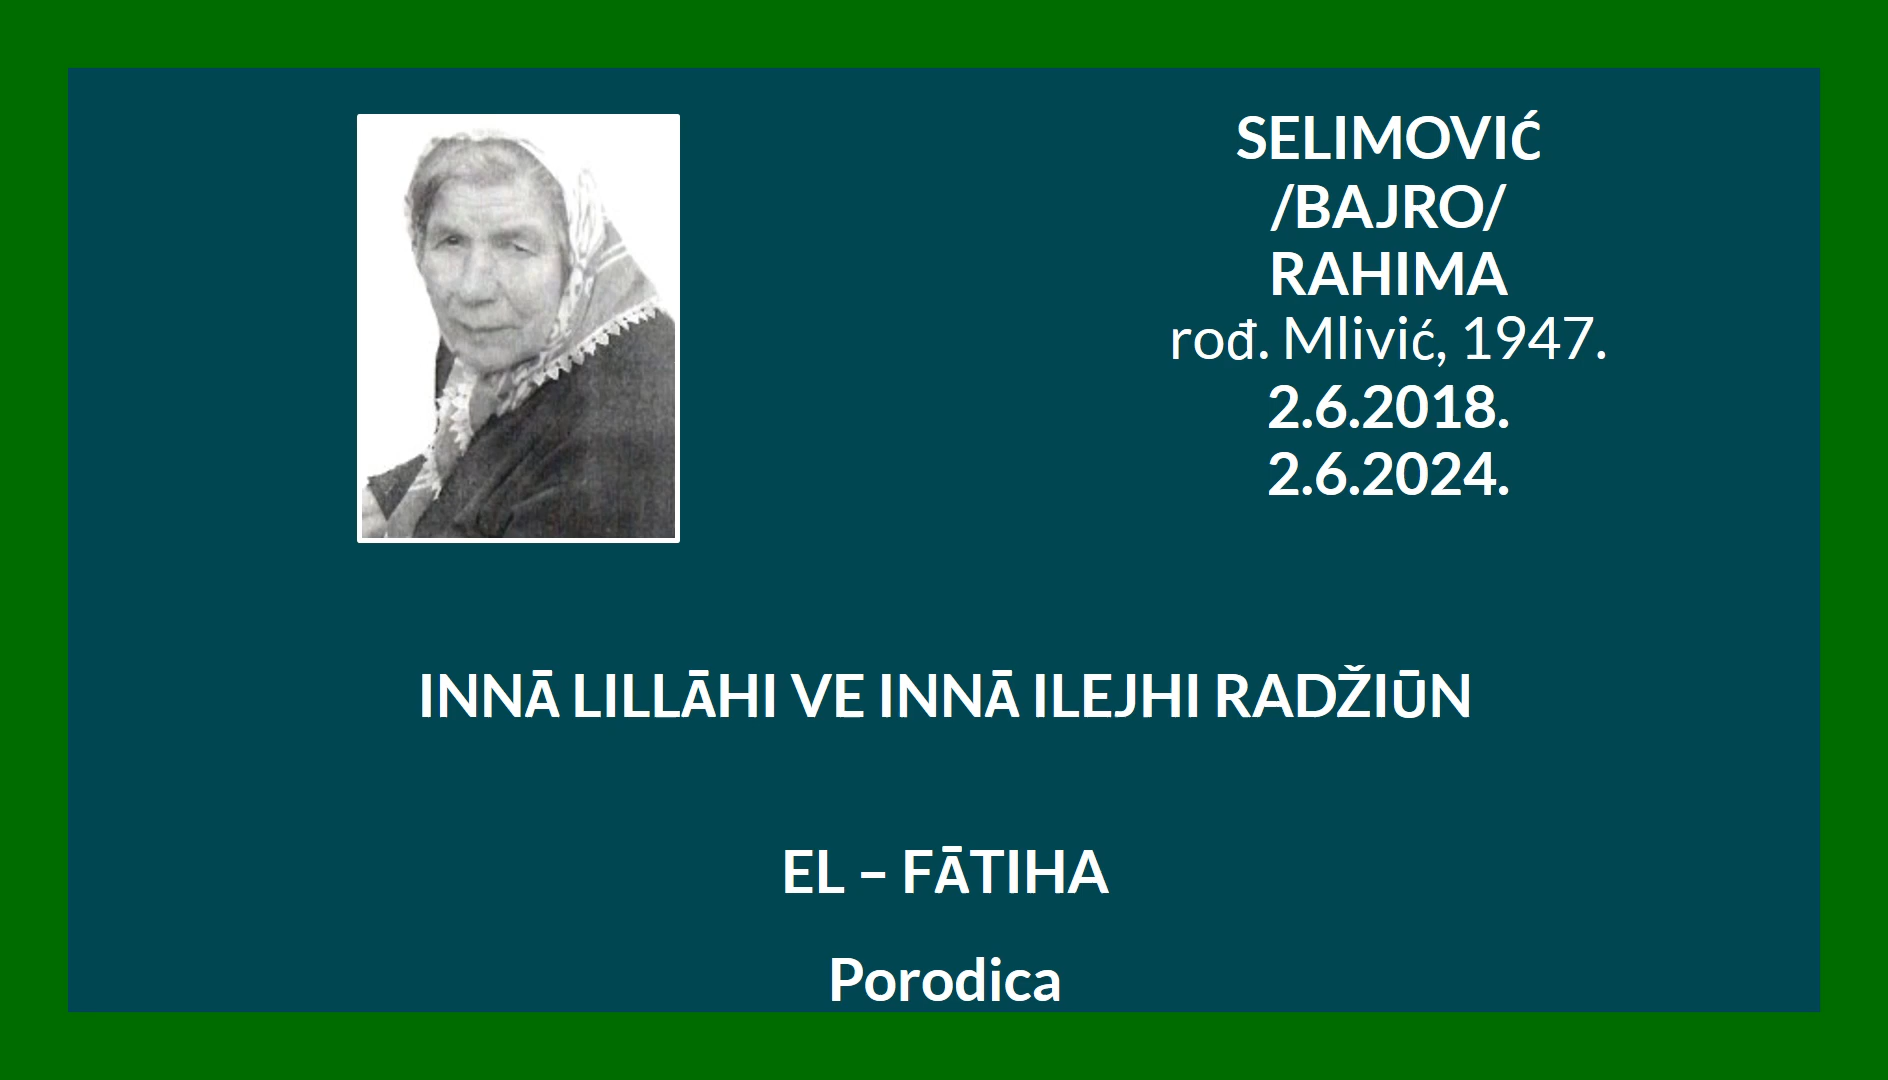 SELIMOVIĆ
/BAJRO/
RAHIMA
rođ. Mlivić, 1947.
2.6.2018.
2.6.2024.
INNĀ LILLĀHI VE INNĀ ILEJHI RADŽIŪN
EL – FĀTIHA
Porodica